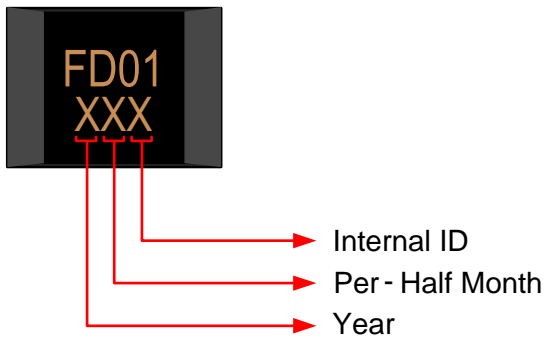 FD01
XXX
Internal ID
Per - Half Month
Year